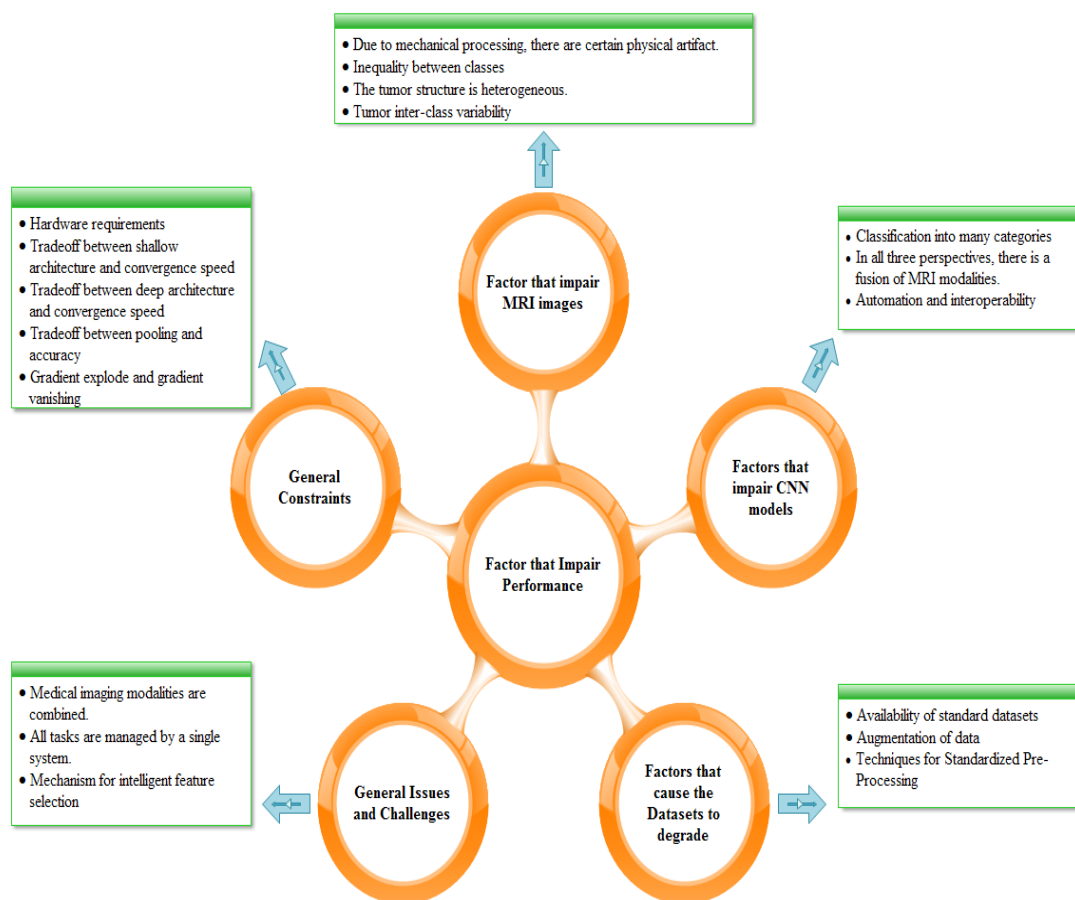 ● Due to mechanical processing, there are certain physical artifact.
● Inequality between classes
● The tumor structure is heterogeneous.
● Tumor inter-class variability
● Hardware requirements
● Tradeoff between shallow
architecture and convergence speed
● Tradeoff between deep architecture
and convergence speed
● Tradeoff between pooling and
accuracy
● Gradient explode and gradient
vanishing
Factor that impair
MRI images
● Classification into many categories
● In all three perspectives, there is a
fusion of MRI modalities.
● Automation and interoperability
General
Constraints
Factors that
impair CNN
models
Factor that Impair
Performance
● Medical imaging modalities are
combined.
● All tasks are managed by a single
system.
● Mechanism for intelligent feature
selection
General Issues
and Challenges
Factors that
cause the
Datasets to
degrade
● Availability of standard datasets
● Augmentation of data
● Techniques for Standardized Pre-
Processing